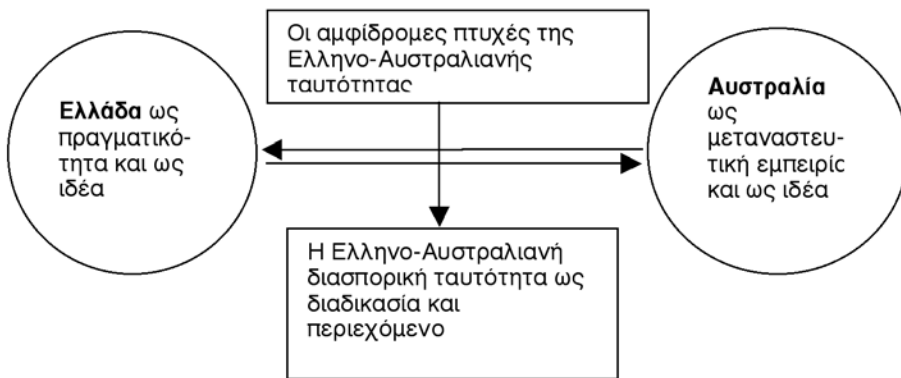 Οι αμφίδρομες πτυχές της
Ελληνο-Αυστραλιανής
ταυτότητας
Ελλάδα ως
πραγματικό-
τητα και ως
ιδέα
Αυστραλία
ως
μεταναστευ-
τική εμπειρία
και ως ιδέα
Η Ελληνο-Αυστραλιανή
διασπορική ταυτότητα ως
διαδικασία και
περιεχόμενο